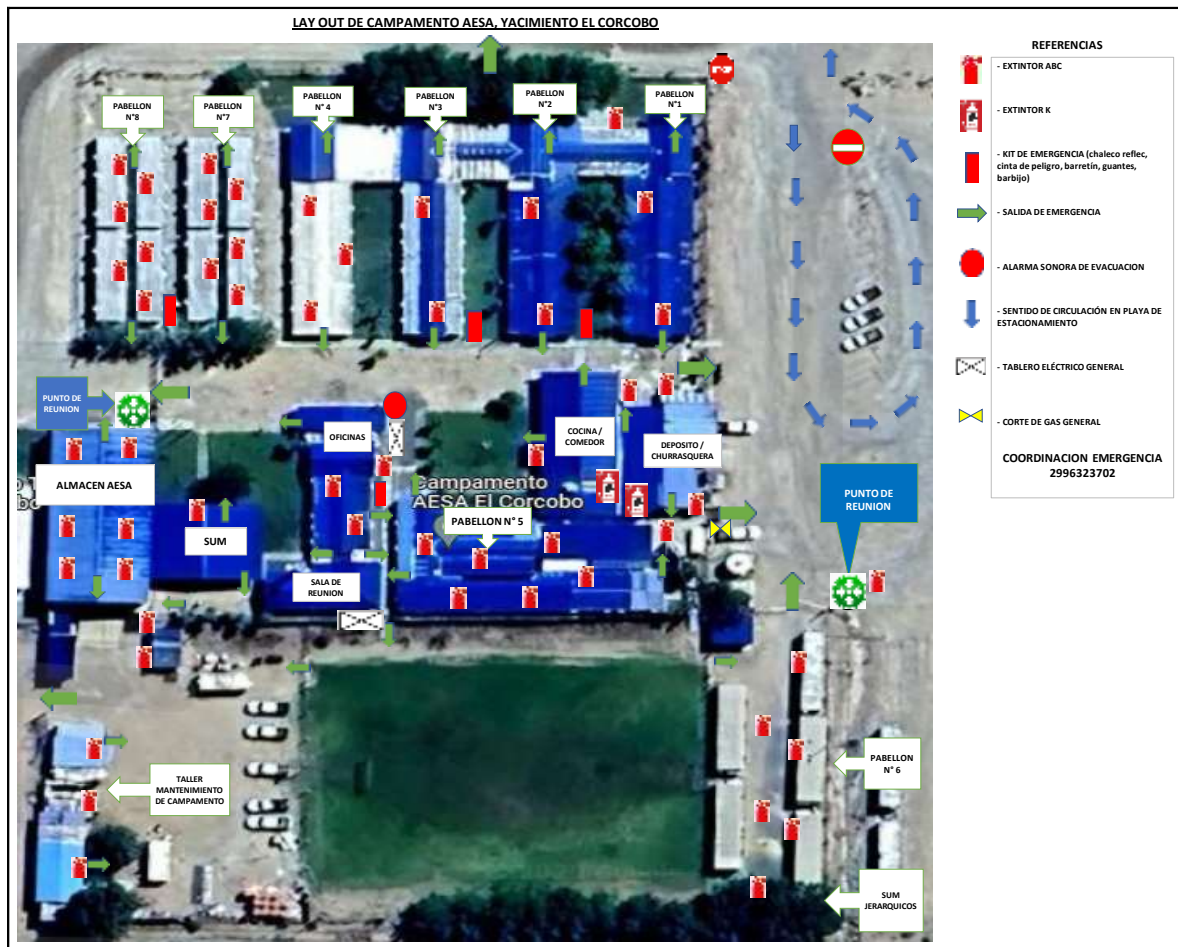 LAY OUT DE CAMPAMENTO AESA, YACIMIENTO EL CORCOBO
REFERENCIAS
- EXTINTOR ABC
- EXTINTOR K
- KIT DE EMERGENCIA (chaleco reflec,
cinta de peligro, barretín, guantes,
barbijo)
- SALIDA DE EMERGENCIA
- ALARMA SONORA DE EVACUACION
- SENTIDO DE CIRCULACIÓN EN PLAYA DE
ESTACIONAMIENTO
- TABLERO ELÉCTRICO GENERAL
- CORTE DE GAS GENERAL
COORDINACION EMERGENCIA
2996323702
PABELLON
N°8
PABELLON
N°7
PABELLON
N° 4
PABELLON
N°3
PABELLON
N°2
PABELLON
N°1
PUNTO DE
REUNION
OFICINAS
COCINA /
COMEDOR
DEPOSITO /
CHURRASQUERA
ALMACEN AESA
Campamento
AESA El Corcobo
PUNTO DE
REUNION
PABELLON N° 5
SUM
SALA DE
REUNION
TALLER
MANTENIMIENTO
DE CAMPAMENTO
PABELLON
N° 6
SUM
JERARQUICOS